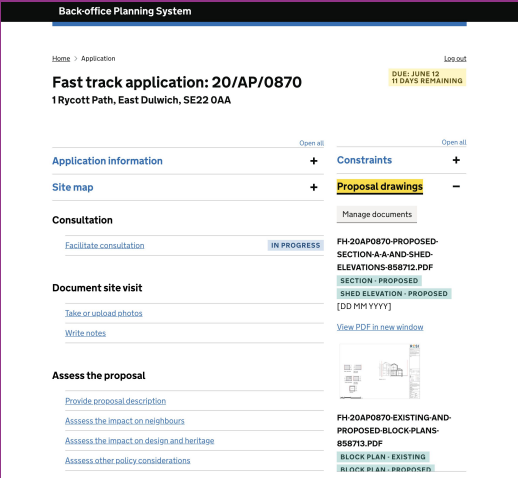 Back-office Planning System
Home > Application
Log out
Fast track application: 20/AP/0870
1 Rycott Path, East Dulwich, SE22 0AA
DUE: JUNE 12
11 DAYS REMAINING
Open all
Application information +
Site map +
Consultation
Facilitate consultation IN PROGRESS
Document site visit
Take or upload photos
Write notes
Assess the proposal
Provide proposal description
Asssess the impact on neighbours
Asssess the impact on design and heritage
Asssess other policy considerations
Open all
Constraints +
Proposal drawings −
Manage documents
FH-20AP0870-PROPOSED-
SECTION-A-A-AND-SHED-
ELEVATIONS-858712.PDF
SECTION - PROPOSED
SHED ELEVATION - PROPOSED
[DD MM YYYY]
View PDF in new window
FH-20AP0870-EXISTING-AND-
PROPOSED-BLOCK-PLANS-
858713.PDF
BLOCK PLAN - EXISTING
BLOCK PLAN - PROPOSED